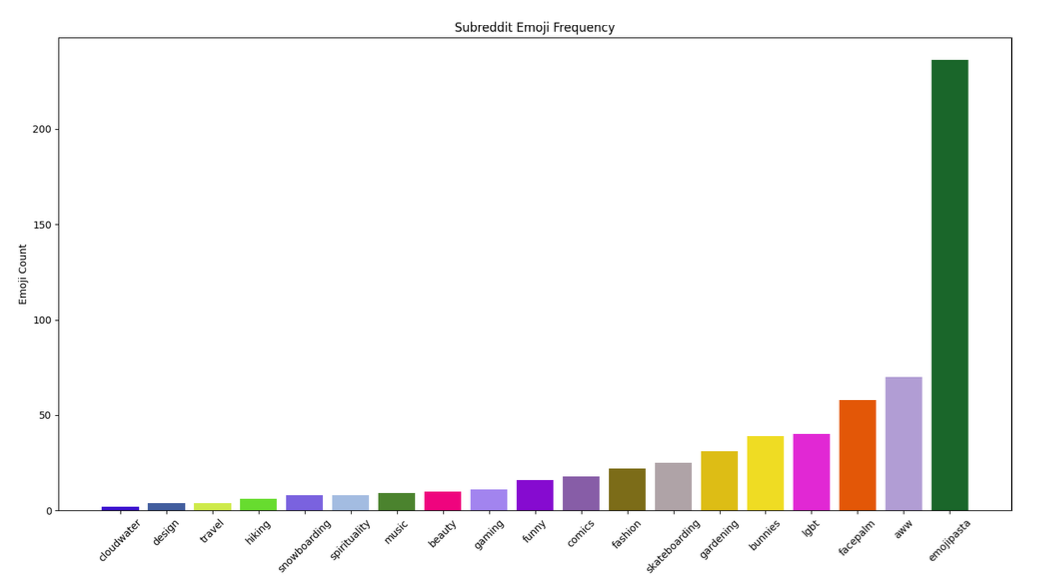 Subreddit Emoji Frequency
Emoji Count
200
150
100
50
0
cloudwater
design
travel
hiking
snowboarding
spirituality
music
beauty
gaming
funny
comics
fashion
skateboarding
gardening
bunnies
lgbt
facepalm
aww
emojipasta